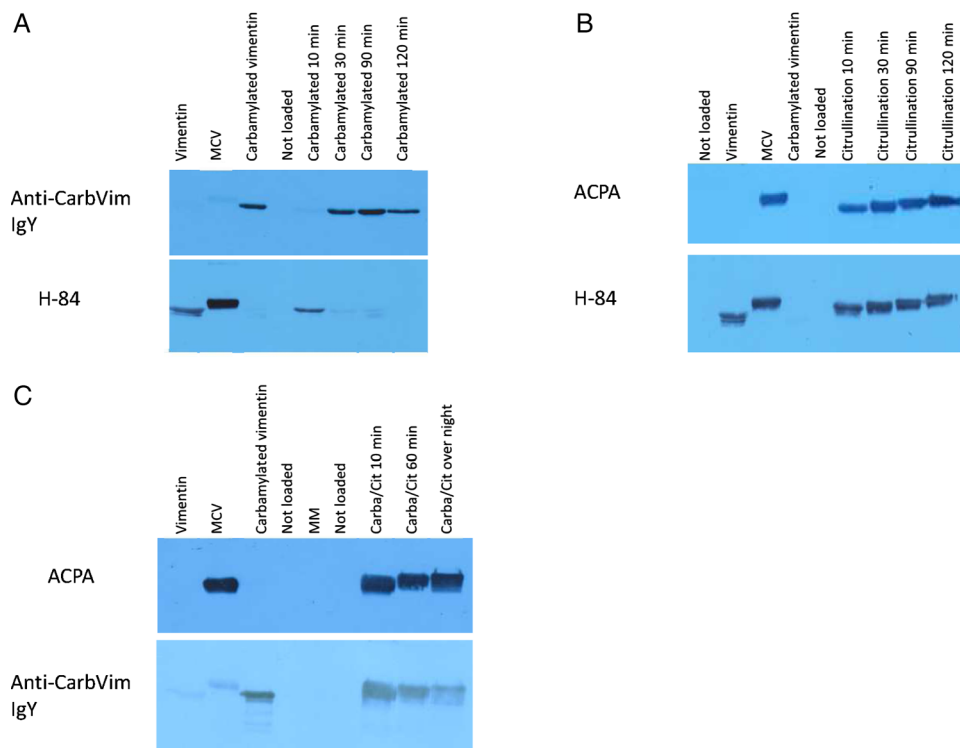 A
Vimentin
MCV
Carbamylated vimentin
Not loaded
Carbamylated 10 min
Carbamylated 30 min
Carbamylated 90 min
Carbamylated 120 min
Anti-CarbVim
IgY
H-84
B
Not loaded
Vimentin
MCV
Carbamylated vimentin
Not loaded
Citrullination 10 min
Citrullination 30 min
Citrullination 90 min
Citrullination 120 min
ACPA
H-84
C
Vimentin
MCV
Carbamylated vimentin
Not loaded
MM
Not loaded
Carba/Cit 10 min
Carba/Cit 60 min
Carba/Cit over night
ACPA
Anti-CarbVim
IgY